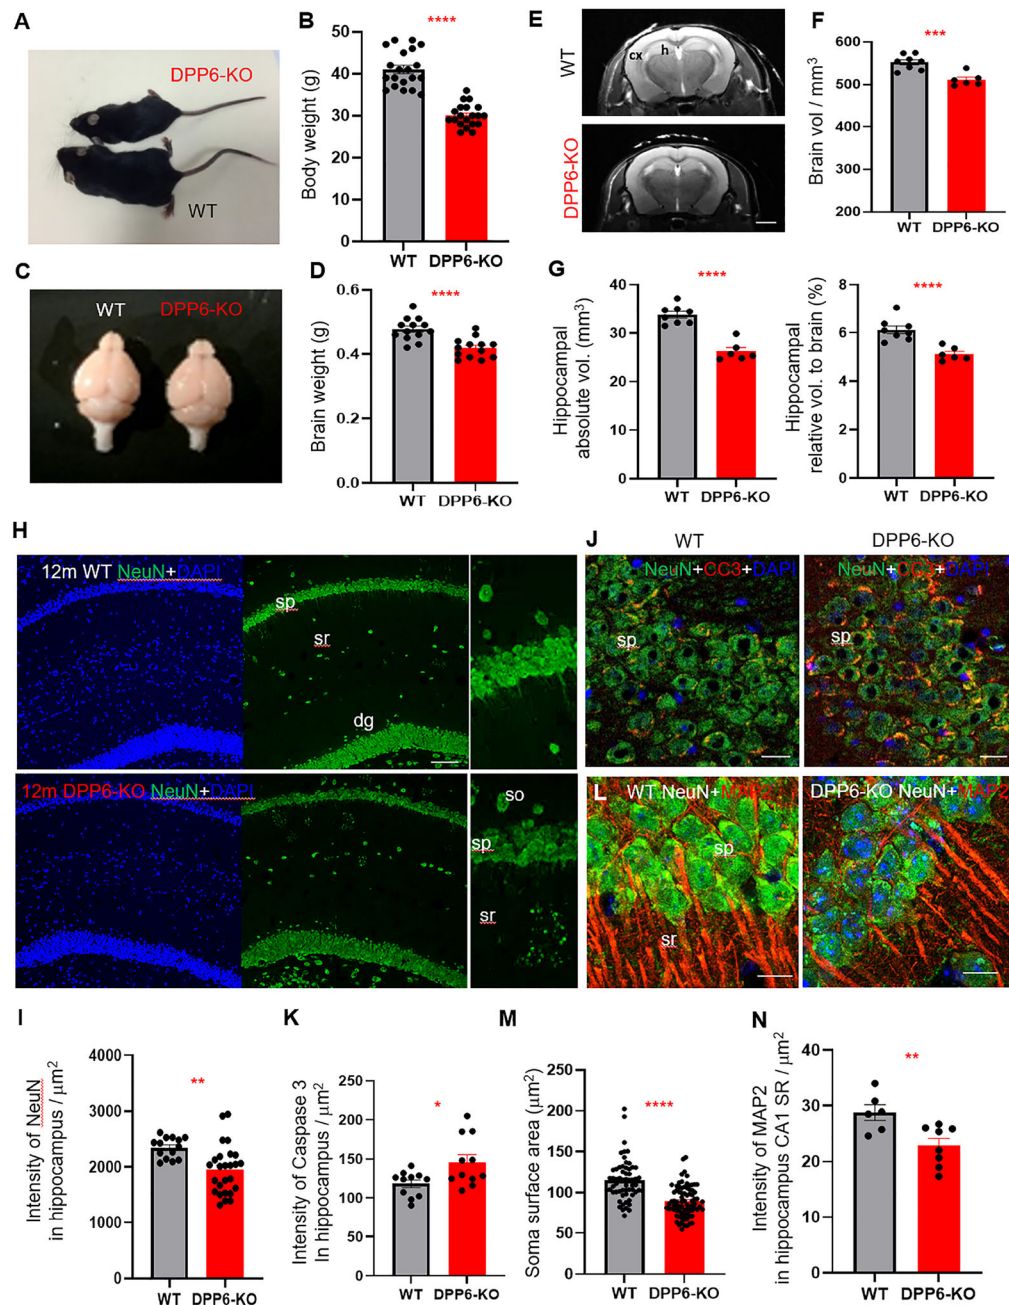 A
DPP6-KO
WT
B
****
Body weight (g)
50
40
30
20
10
0
WT DPP6-KO
C
WT DPP6-KO
D
****
Brain weight (g)
0.6
0.4
0.2
0.0
WT DPP6-KO
E
WT
cx h
DPP6-KO
F
***
Brain vol / mm3
600
500
400
300
200
WT DPP6-KO
G
****
Hippocampal
absolute vol. (mm3)
40
30
20
10
0
WT DPP6-KO
****
Hippocampal
relative vol. to brain (%)
8
6
4
2
0
WT DPP6-KO
H
12m WT NeuN+DAPI
sp
sr
dg
12m DPP6-KO NeuN+DAPI
so
sp
sr
J
WT
DPP6-KO
NeuN+CC3+DAPI
sp
NeuN+CC3+DAPI
sp
L
WT NeuN+MAP2
sp
sr
DPP6-KO NeuN+MAP2
I
**
Intensity of NeuN
in hippocampus / μm2
4000
3000
2000
1000
0
WT DPP6-KO
K
*
Intensity of Caspase 3
In hippocampus / μm2
250
200
150
100
50
0
WT DPP6-KO
M
****
Soma surface area (μm2)
250
200
150
100
50
0
WT DPP6-KO
N
**
Intensity of MAP2
in hippocampus CA1 SR / μm2
40
30
20
10
0
WT DPP6-KO